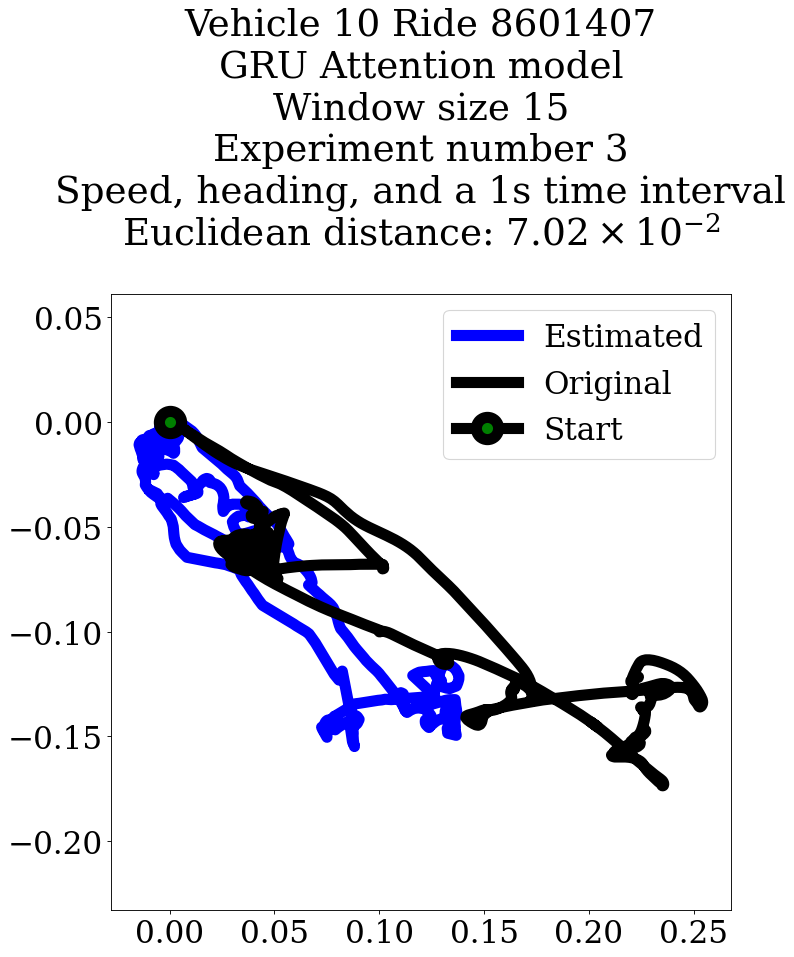 Vehicle 10 Ride 8601407
GRU Attention model
Window size 15
Experiment number 3
Speed, heading, and a 1s time interval
Euclidean distance: 7.02 × 10⁻²
Estimated
Original
Start
0.05
0.00
−0.05
−0.10
−0.15
−0.20
0.00 0.05 0.10 0.15 0.20 0.25